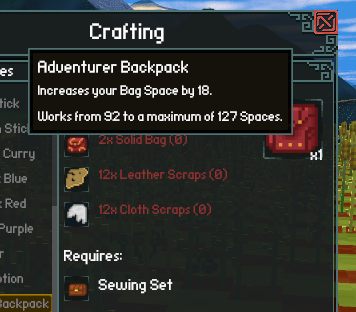 Crafting
Adventurer Backpack
Increases your Bag Space by 18.
Works from 92 to a maximum of 127 Spaces.
2x Solid Bag (0)
x1
12x Leather Scraps (0)
12x Cloth Scraps (0)
Requires:
Sewing Set
es
tick
n Stic
Curry
x Blue
x Red
Purple
r
otion
Backpack